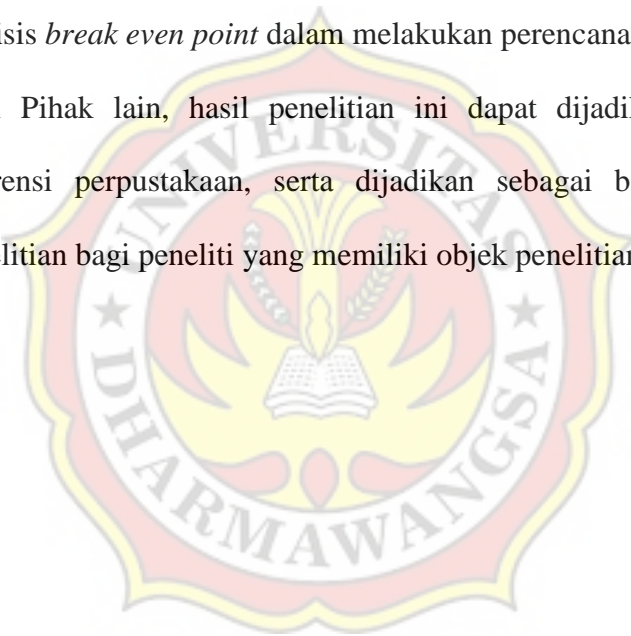 isis break even point dalam melakukan perencana
Pihak lain, hasil penelitian ini dapat dijadi
rensi perpustakaan, serta dijadikan sebagai b
litian bagi peneliti yang memiliki objek penelitian
UNIVERSITAS
DHARMAWANGSA